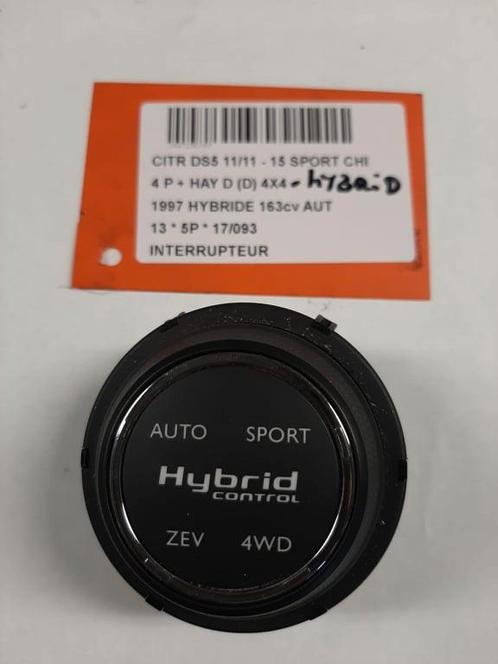 CITR DS5 11/11 - 15 SPORT CHI
4 P + HAY D (D) 4X4 - hYBRiD
1997 HYBRIDE 163cv AUT
13 * 5P * 17/093
INTERRUPTEUR
AUTO SPORT
Hybrid
CONTROL
ZEV 4WD